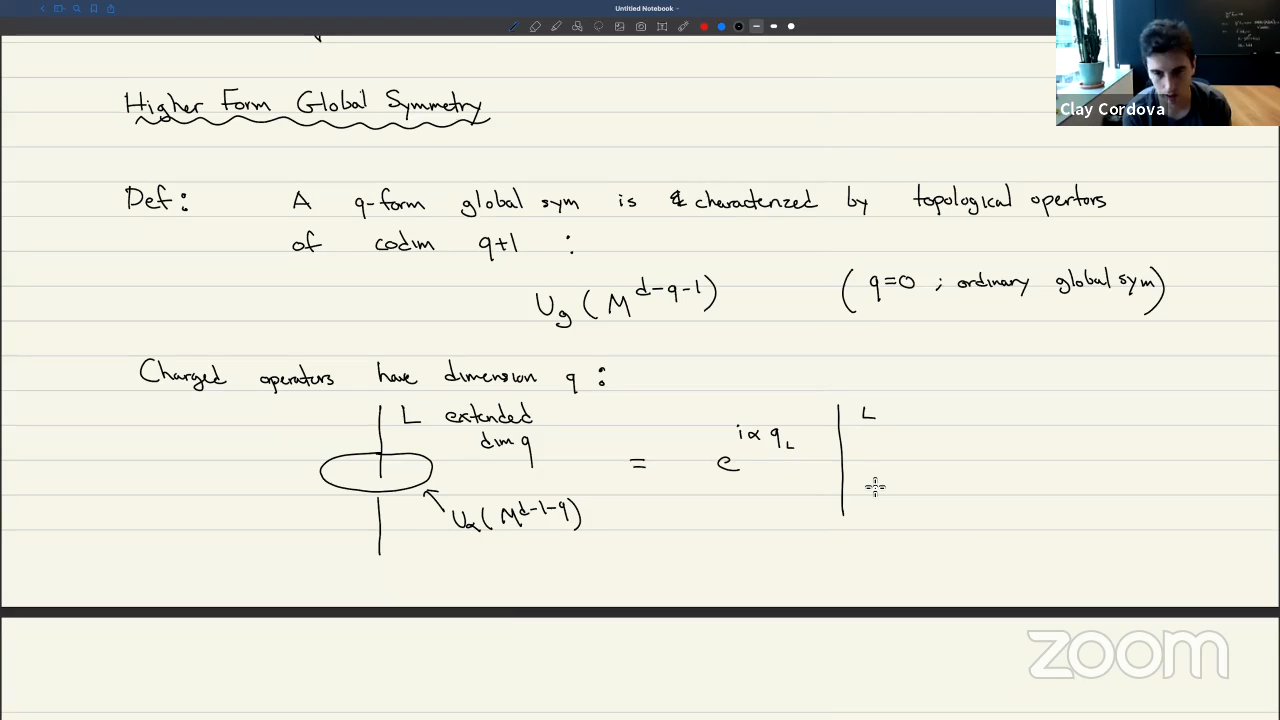 Untitled Notebook
Clay Cordova
Higher Form Global Symmetry
Def: A q-form global sym is characterized by topological opertors
of codim q+1 :
U_g (M^{d-q-1}) (q=0 ; ordinary global sym)
Charged operators have dimension q :
L extended
dim q
= e^{iα q_L} L
U_α(M^{d-1-q})
zoom